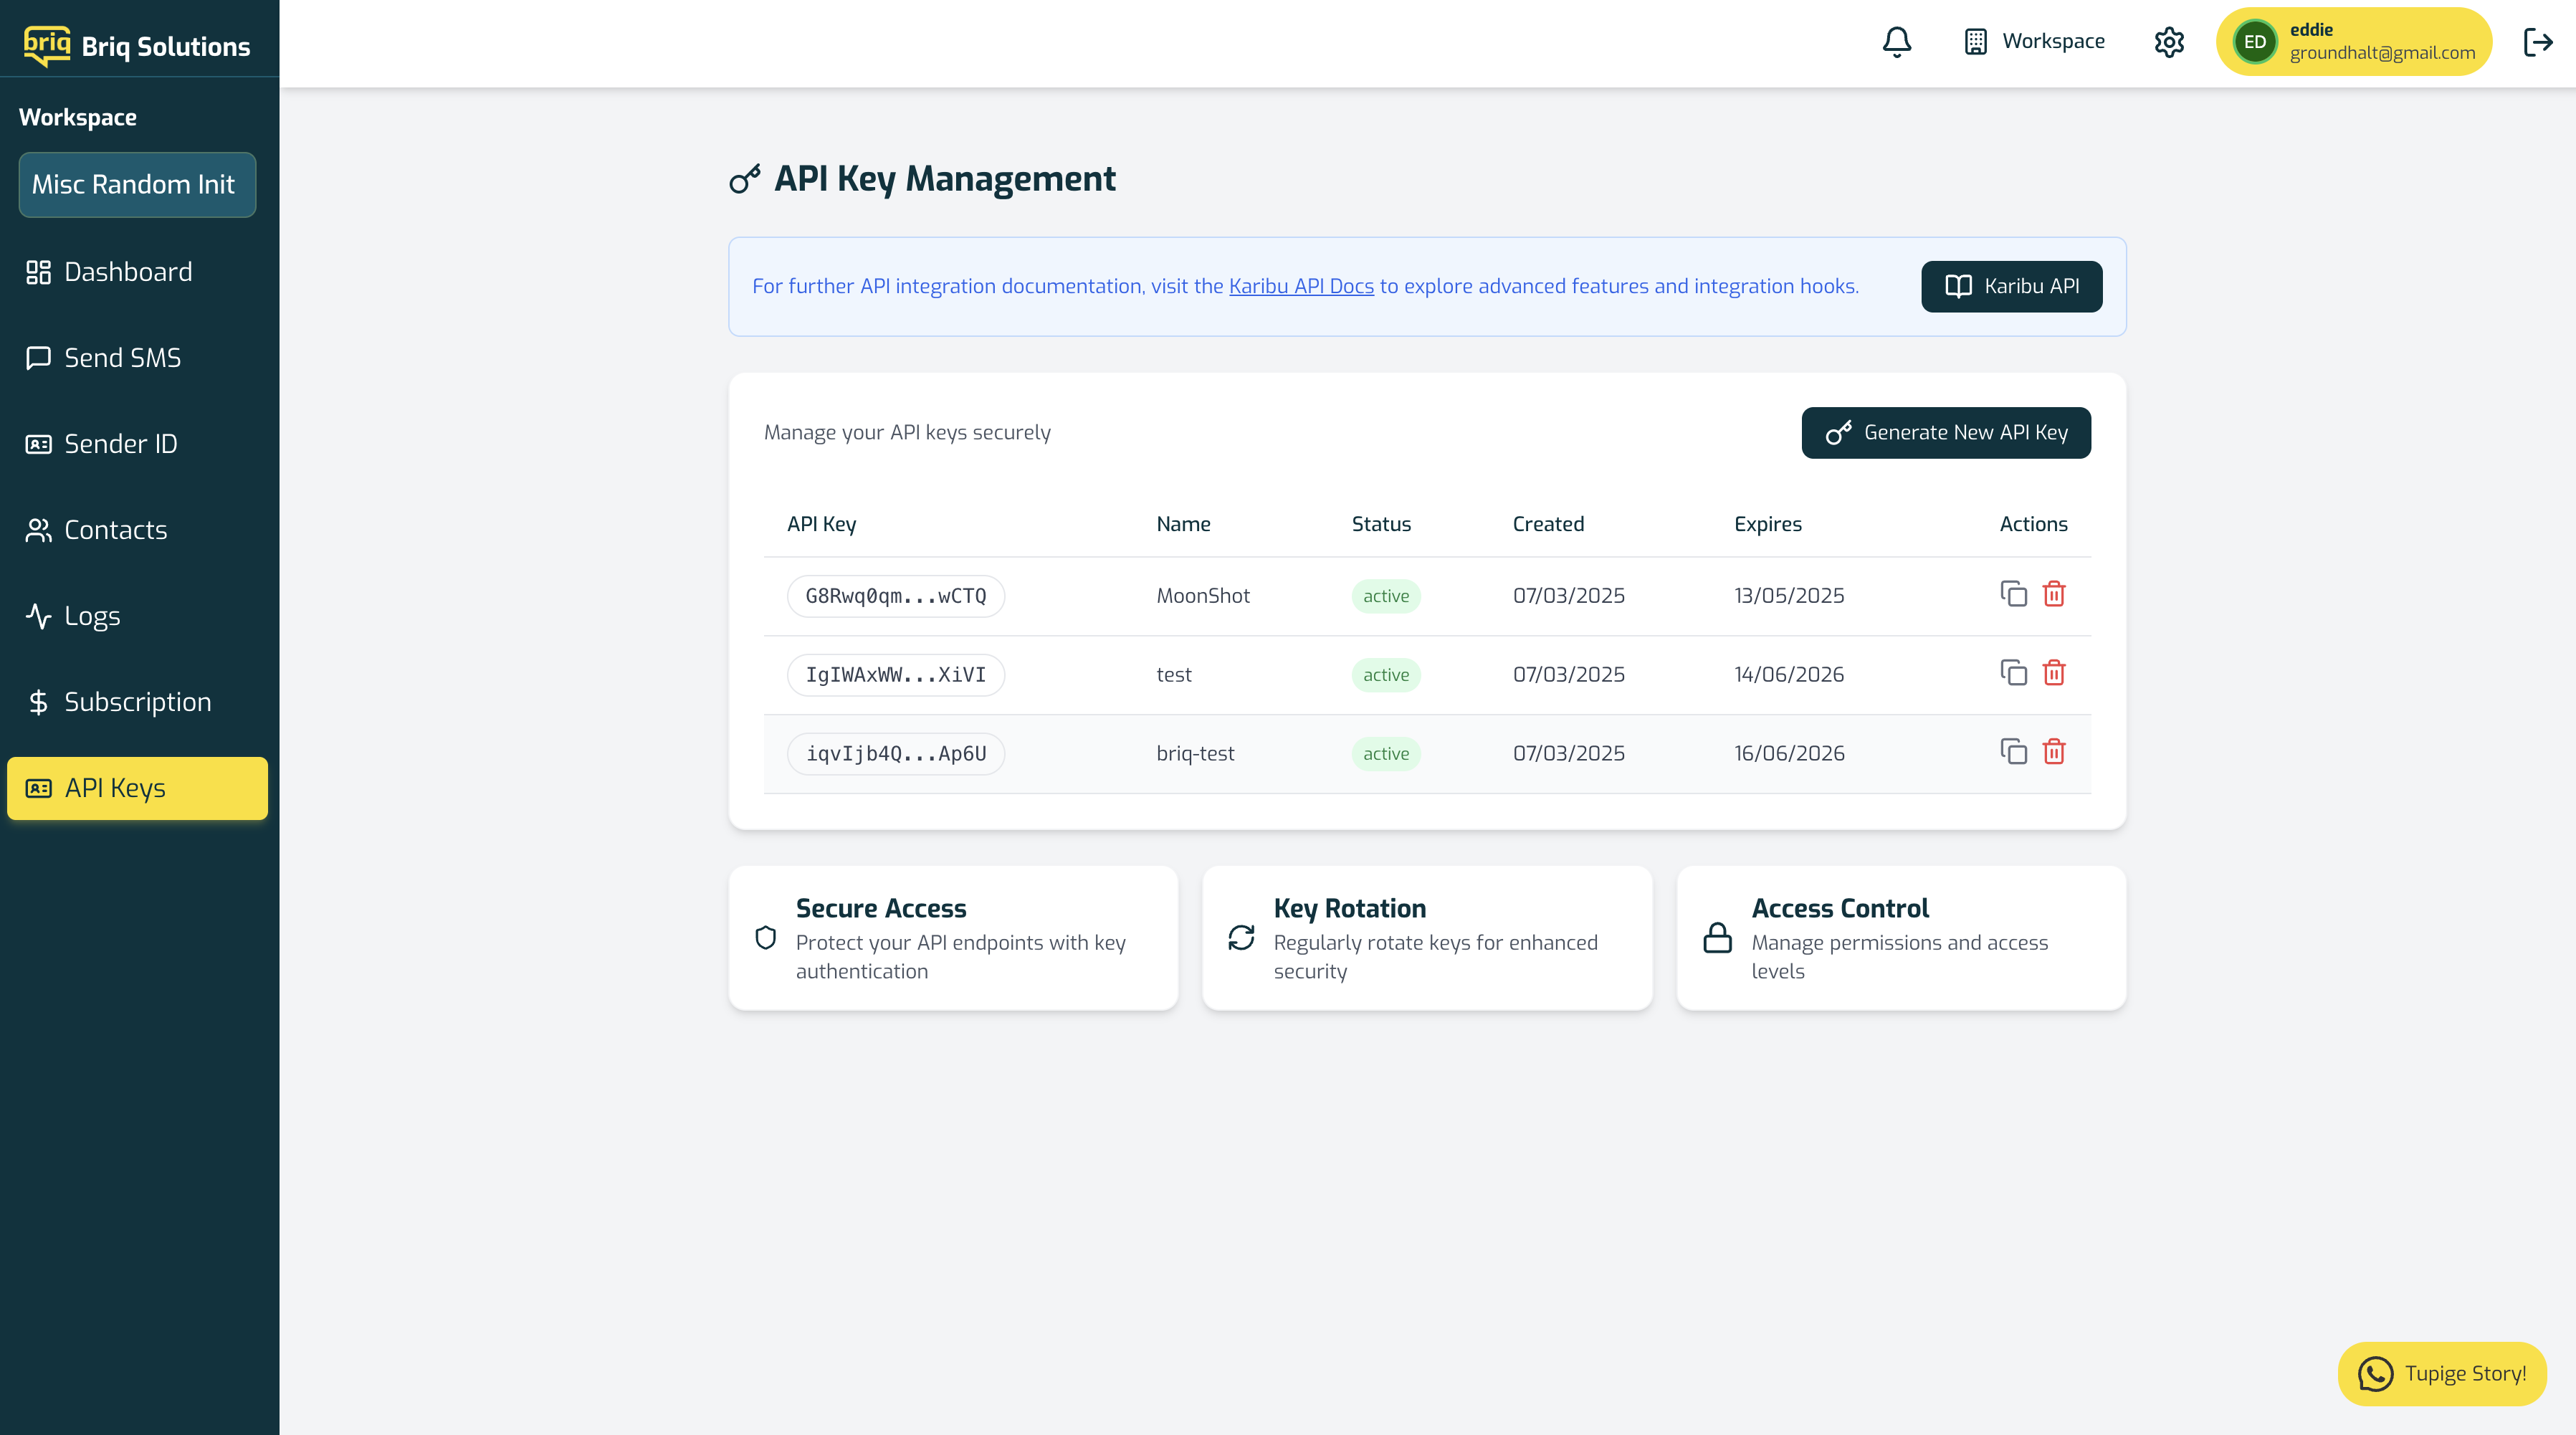 briq Briq Solutions
Workspace
Misc Random Init
Dashboard
Send SMS
Sender ID
Contacts
Logs
Subscription
API Keys
Workspace
ED
eddie
groundhalt@gmail.com
API Key Management
For further API integration documentation, visit the Karibu API Docs to explore advanced features and integration hooks.
Karibu API
Manage your API keys securely
Generate New API Key
API Key Name Status Created Expires Actions
G8Rwq0qm...wCTQ MoonShot active 07/03/2025 13/05/2025
IgIWAxWW...XiVI test active 07/03/2025 14/06/2026
iqvIjb4Q...Ap6U briq-test active 07/03/2025 16/06/2026
Secure Access
Protect your API endpoints with key
authentication
Key Rotation
Regularly rotate keys for enhanced
security
Access Control
Manage permissions and access
levels
Tupige Story!